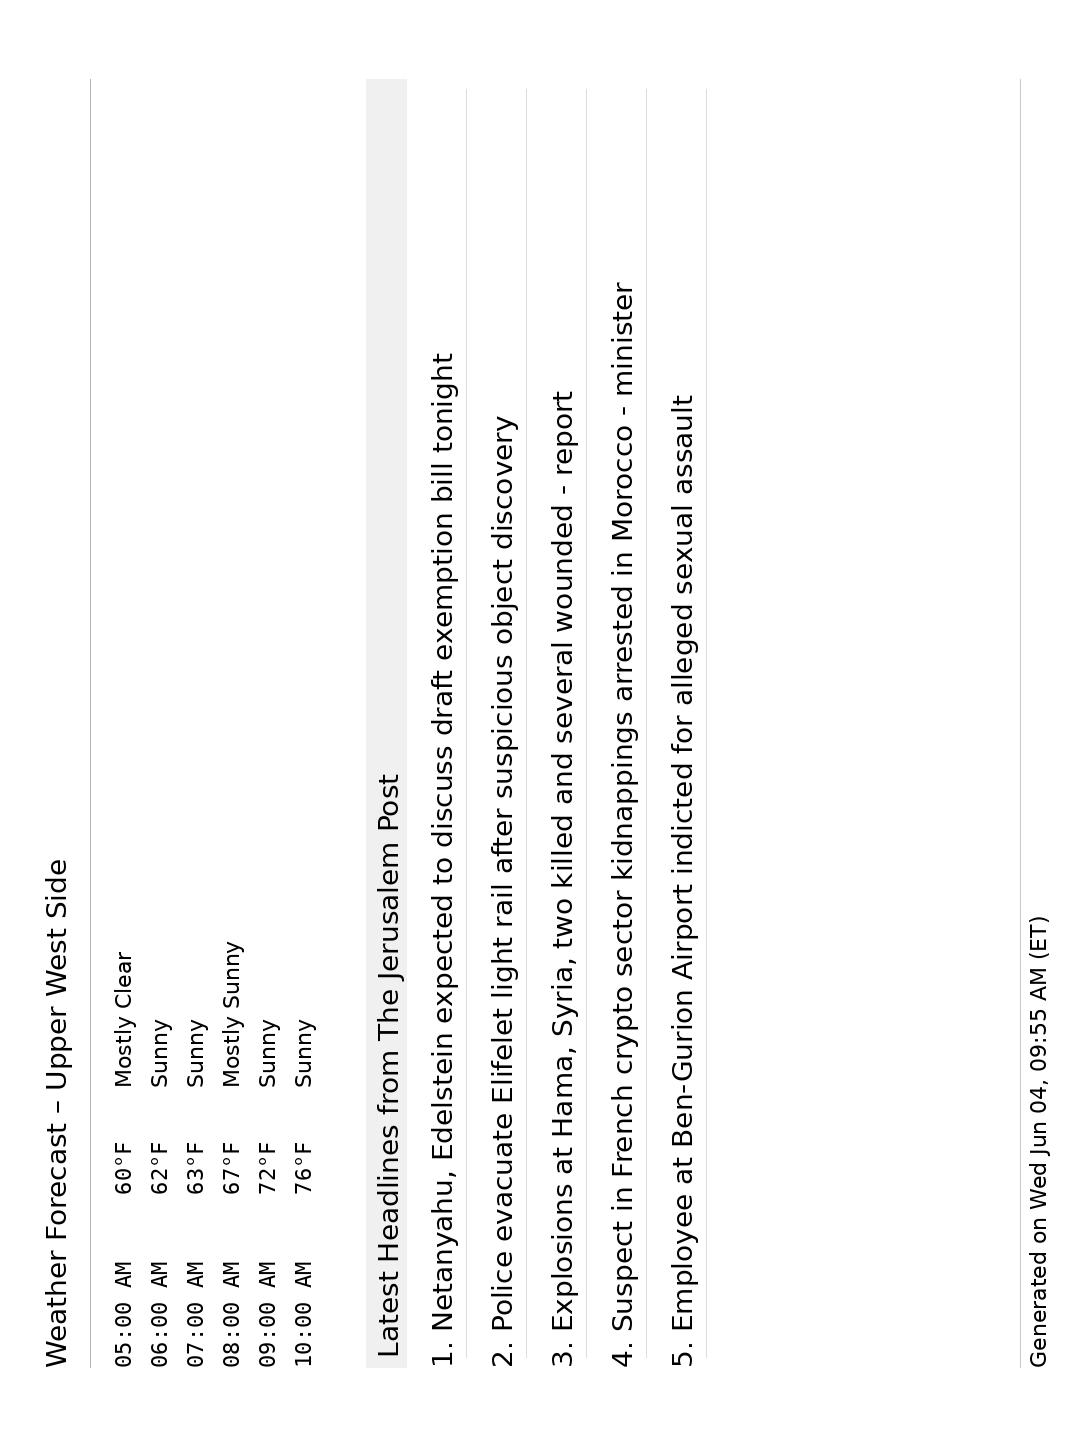 Weather Forecast – Upper West Side
05:00 AM 60°F Mostly Clear
06:00 AM 62°F Sunny
07:00 AM 63°F Sunny
08:00 AM 67°F Mostly Sunny
09:00 AM 72°F Sunny
10:00 AM 76°F Sunny
Latest Headlines from The Jerusalem Post
1. Netanyahu, Edelstein expected to discuss draft exemption bill tonight
2. Police evacuate Elifelet light rail after suspicious object discovery
3. Explosions at Hama, Syria, two killed and several wounded - report
4. Suspect in French crypto sector kidnappings arrested in Morocco - minister
5. Employee at Ben-Gurion Airport indicted for alleged sexual assault
Generated on Wed Jun 04, 09:55 AM (ET)